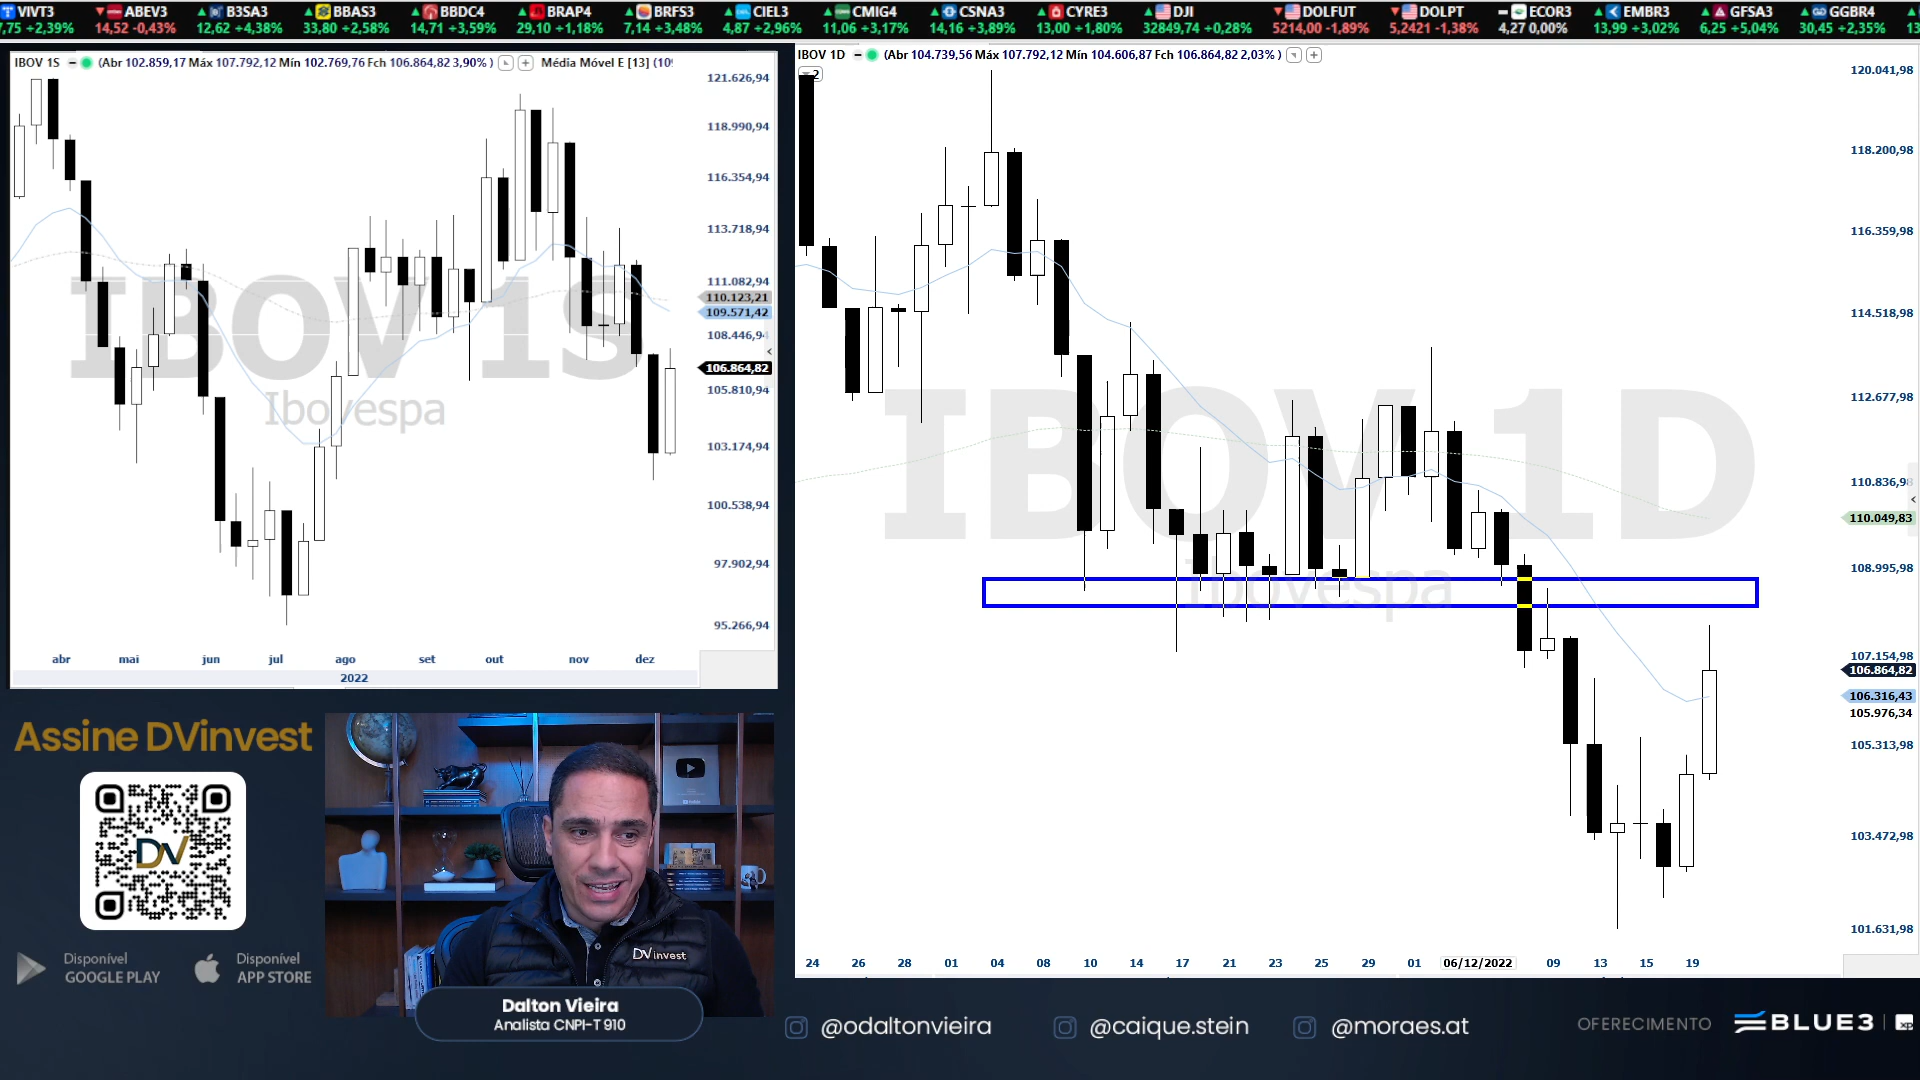 VIVT3 ABEV3 B3SA3 BBAS3 BBDC4 BRAP4 BRFS3 CIEL3 CMIG4 CSNA3 CYRE3 DJI DOLFUT DOLPT ECOR3 EMBR3 GFSA3 GGBR4
7,75 +2,39% 14,52 -0,43% 12,62 +4,38% 33,80 +2,58% 14,71 +3,59% 29,10 +1,18% 7,14 +3,48% 4,87 +2,96% 11,06 +3,17% 14,16 +3,89% 13,00 +1,80% 32849,74 +0,28% 5214,00 -1,89% 5,2421 -1,38% 4,27 0,00% 13,99 +3,02% 6,25 +5,04% 30,45 +2,35%
IBOV 1S (Abr 102.859,17 Máx 107.792,12 Mín 102.769,76 Fch 106.864,82 3,90% ) Média Móvel E [13]
121.626,94
118.990,94
116.354,94
113.718,94
111.082,94
110.123,21
109.571,42
108.446,94
106.864,82
105.810,94
103.174,94
100.538,94
97.902,94
95.266,94
IBOV 1S
Ibovespa
abr mai jun jul ago set out nov dez
2022
IBOV 1D (Abr 104.739,56 Máx 107.792,12 Mín 104.606,87 Fch 106.864,82 2,03% )
2
120.041,98
118.200,98
116.359,98
114.518,98
112.677,98
110.836,98
110.049,83
108.995,98
107.154,98
106.864,82
106.316,43
105.976,34
105.313,98
103.472,98
101.631,98
IBOV 1D
Ibovespa
24 26 28 01 04 08 10 14 17 21 23 25 29 01 06/12/2022 09 13 15 19
Assine DVinvest
DV
Disponível
GOOGLE PLAY
Disponível
APP STORE
DVinvest
Dalton Vieira
Analista CNPI-T 910
@odaltonvieira
@caique.stein
@moraes.at
OFERECIMENTO
BLUE3
xp